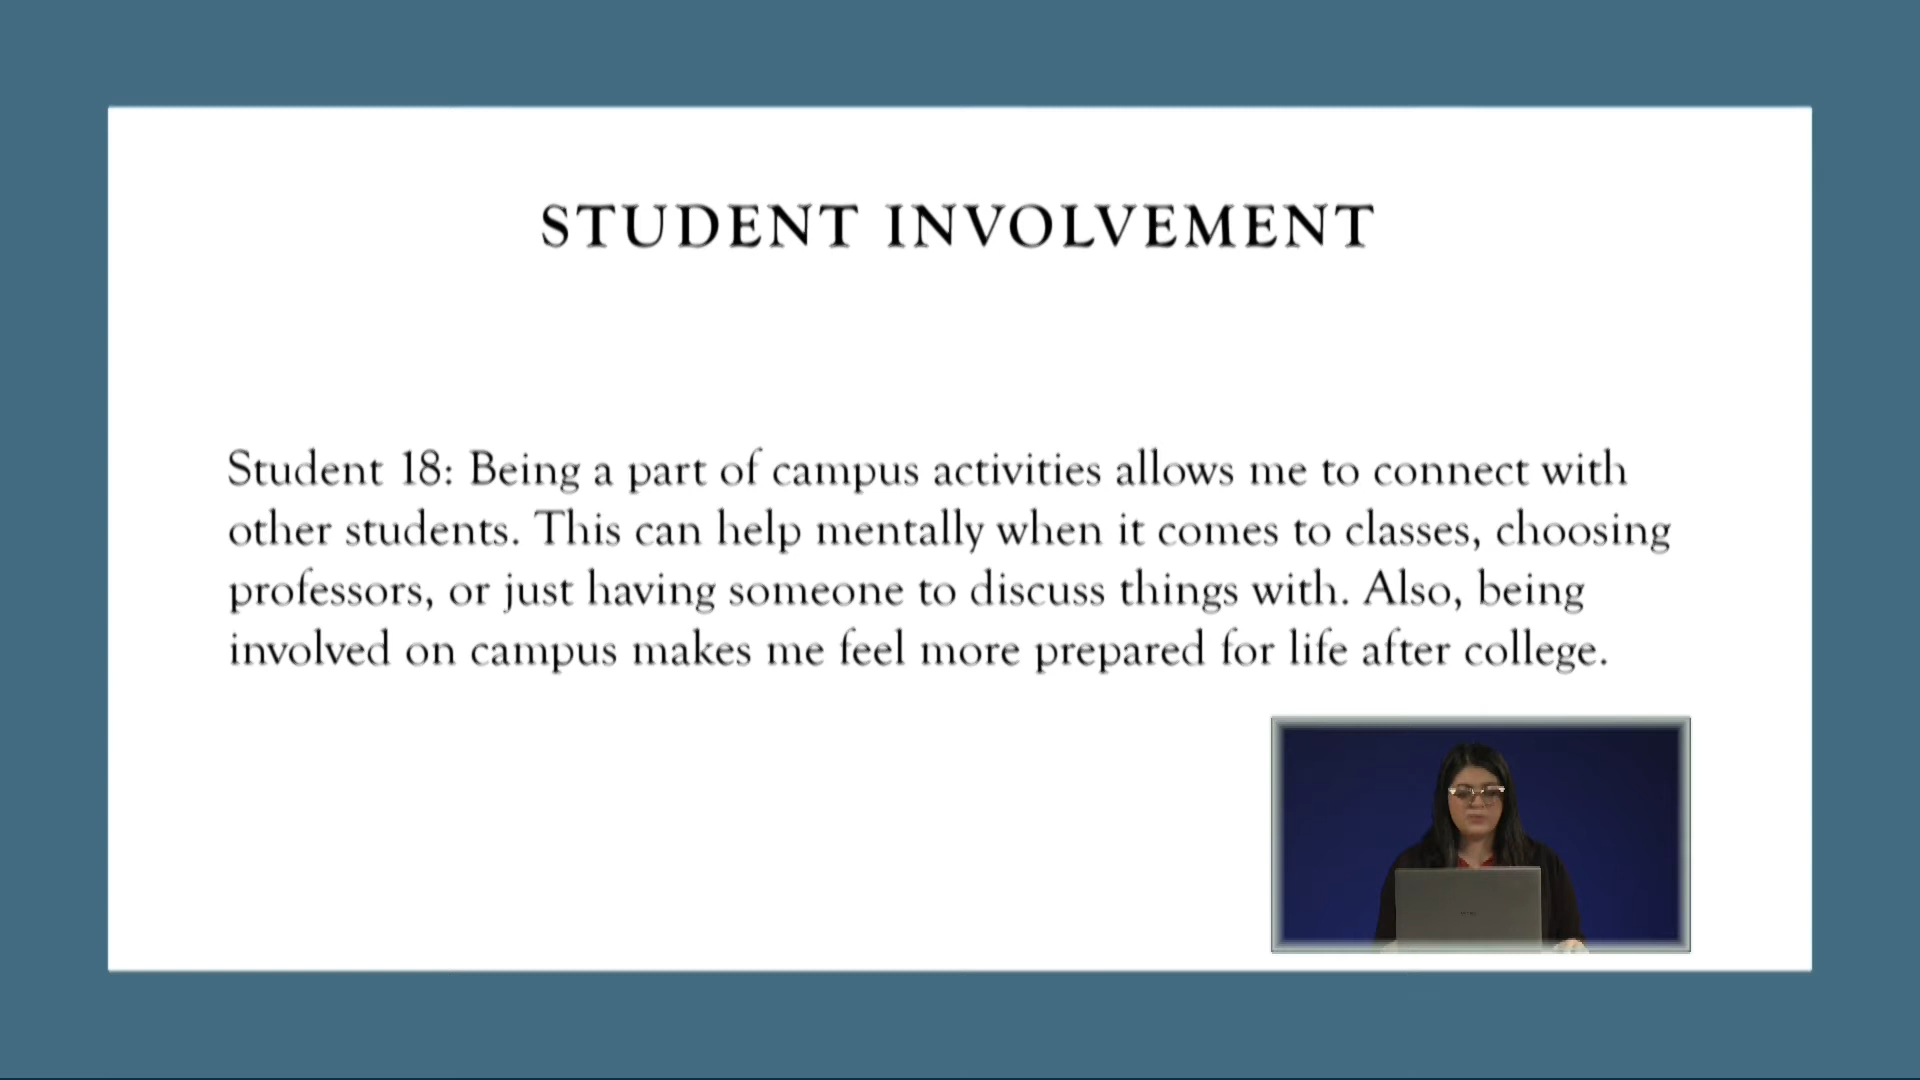 STUDENT INVOLVEMENT
Student 18: Being a part of campus activities allows me to connect with
other students. This can help mentally when it comes to classes, choosing
professors, or just having someone to discuss things with. Also, being
involved on campus makes me feel more prepared for life after college.